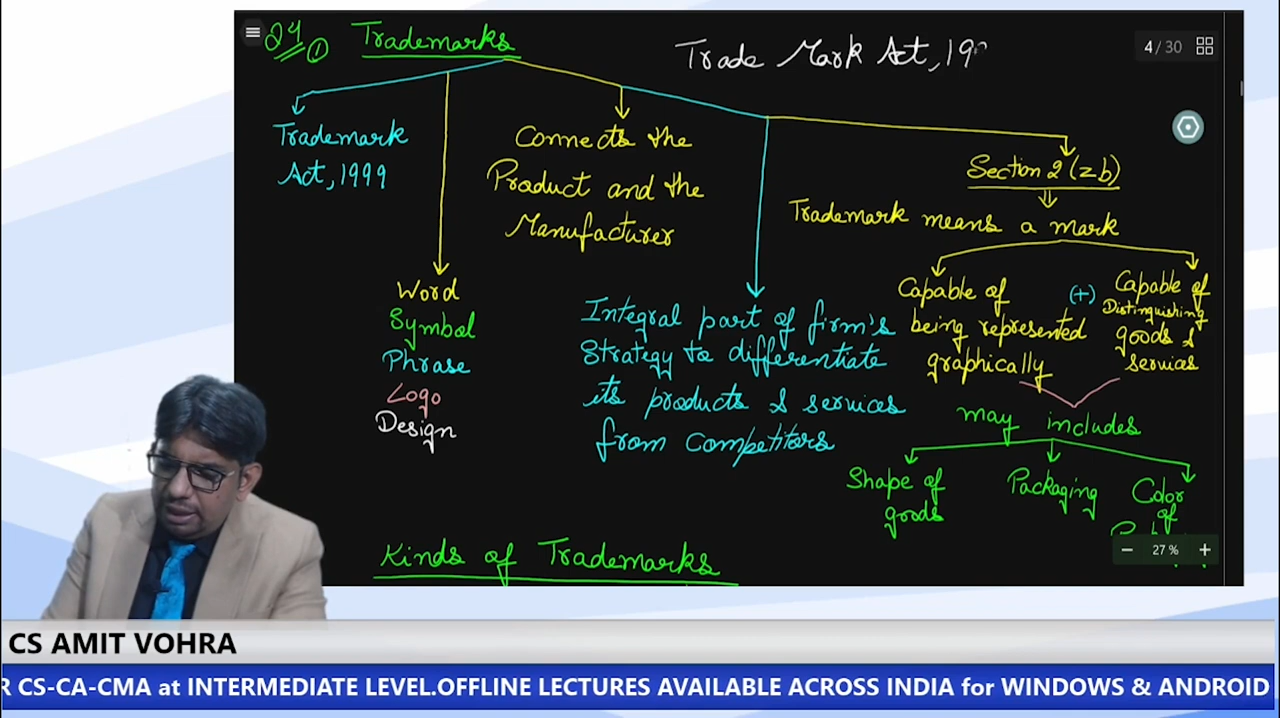 24 ① Trademarks
Trade Mark Act, 19
4 / 30
Trademark
Act, 1999
Connects the
Product and the
Manufacturer
Section 2 (zb)
Trademark means a mark
Word
Symbol
Phrase
Logo
Design
Integral part of firm's
Strategy to differentiate
its products & services
from competitors
Capable of
being represented
graphically
(+)
Capable of
Distinguishing
goods &
services
may includes
Shape of
goods
Packaging
Color
of
Kinds of Trademarks
27 %
CS AMIT VOHRA
R CS-CA-CMA at INTERMEDIATE LEVEL.OFFLINE LECTURES AVAILABLE ACROSS INDIA for WINDOWS & ANDROID